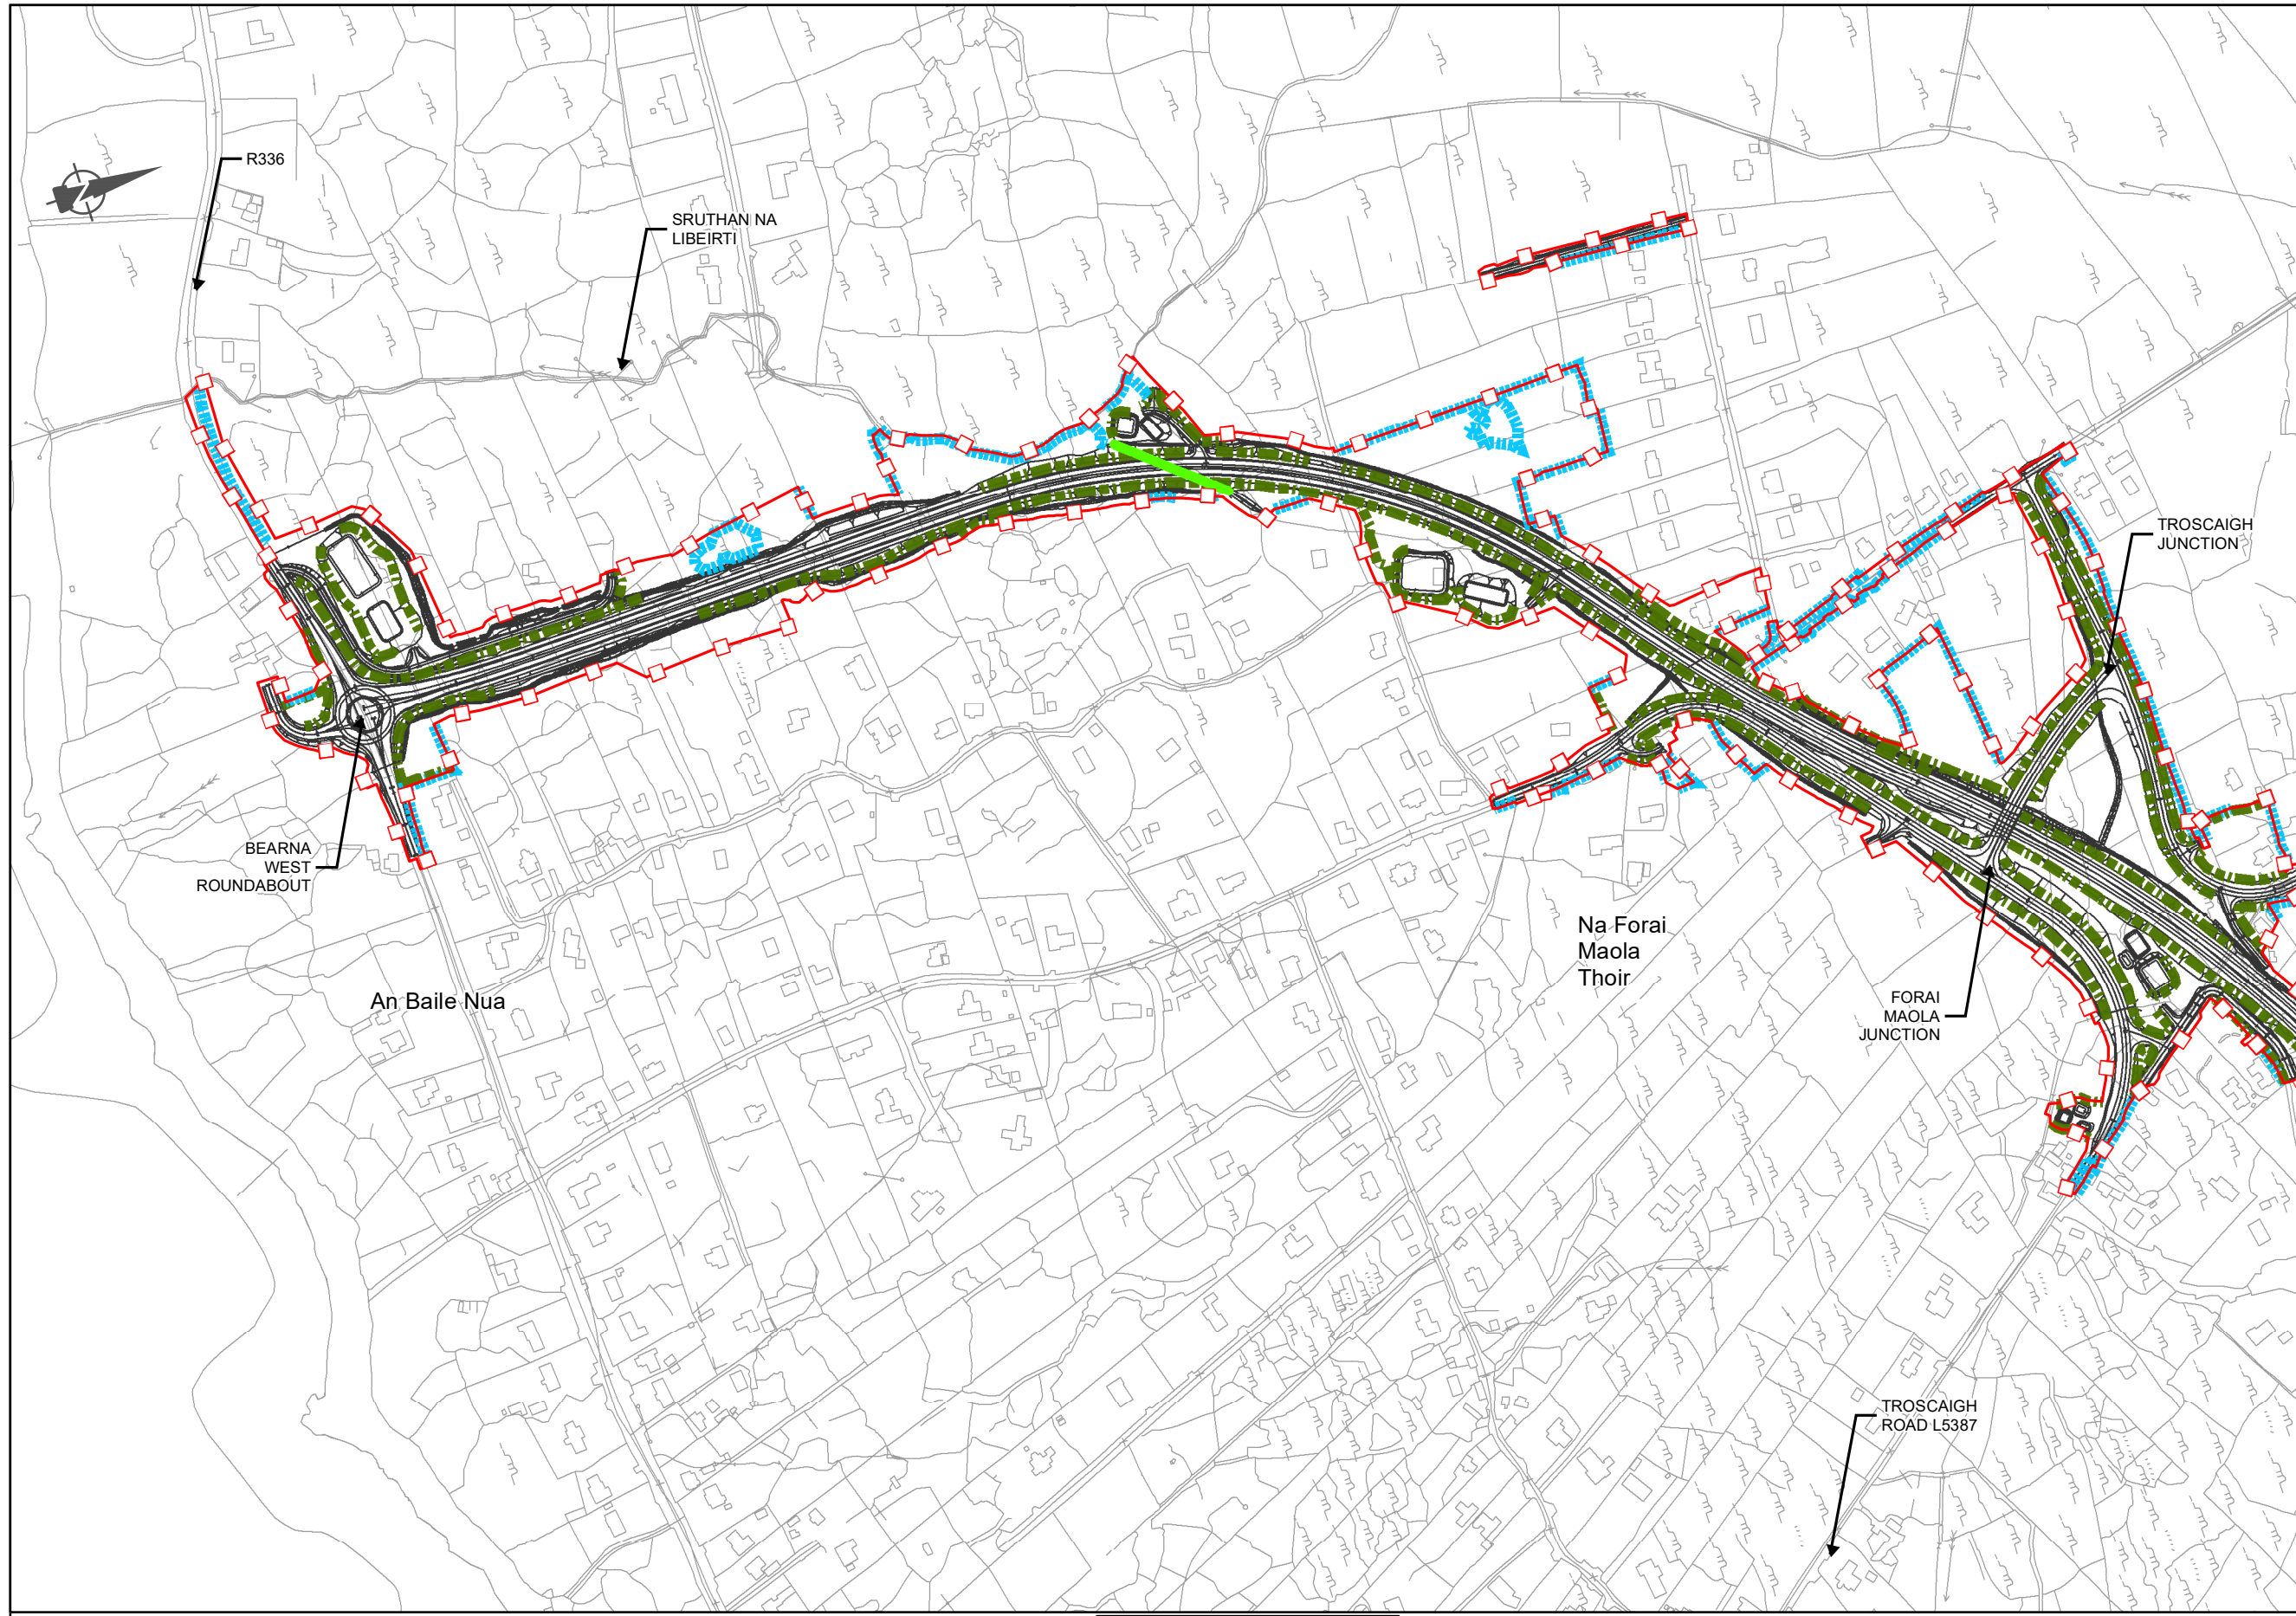 R336
SRUTHAN NA
LIBEIRTI
TROSCAIGH
JUNCTION
BEARNA
WEST
ROUNDABOUT
Na Forai
Maola
Thoir
An Baile Nua
FORAI
MAOLA
JUNCTION
TROSCAIGH
ROAD L5387